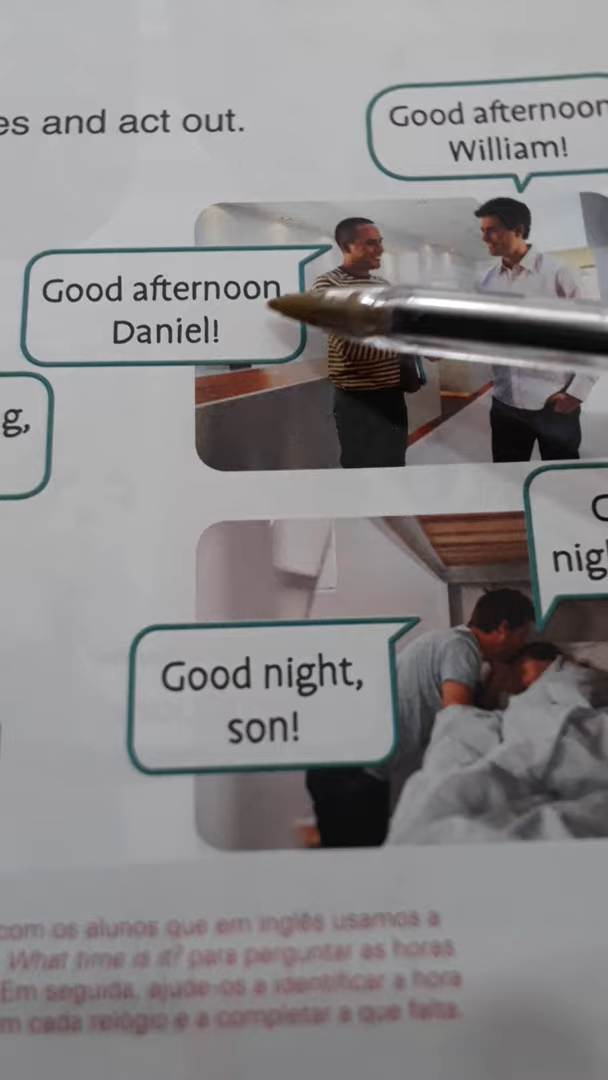 es and act out.
Good afternoon
William!
Good afternoon
Daniel!
g,
nig
Good night,
son!
com os alunos que em inglês usamos a
What time is it? para perguntar as horas
Em seguida, ajude-os a identificar a hora
m cada relógio e a completar a que falta.